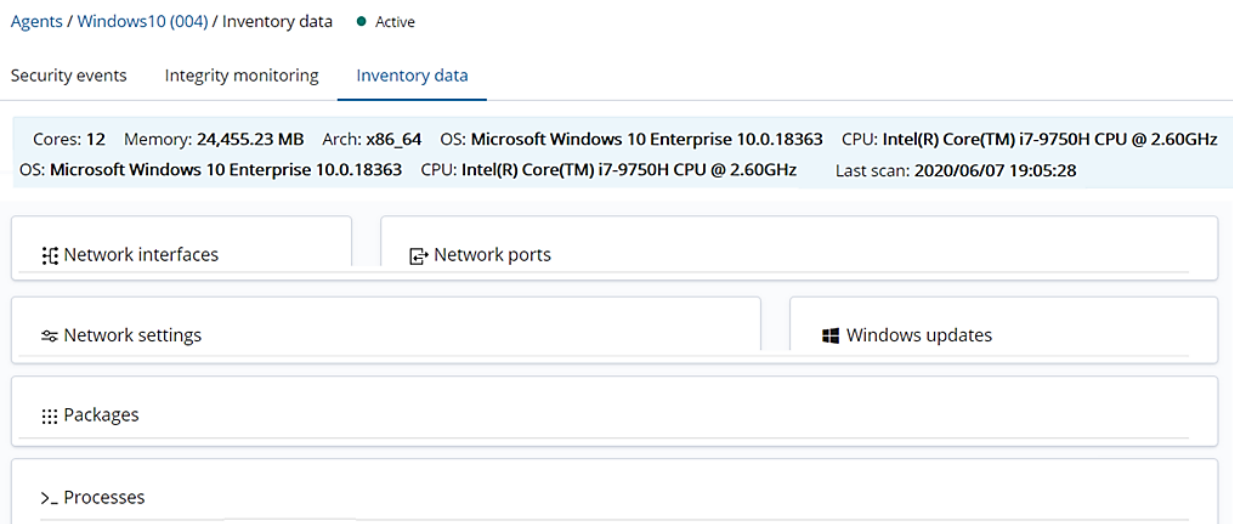 Agents / Windows10 (004) / Inventory data Active
Security events Integrity monitoring Inventory data
Cores: 12 Memory: 24,455.23 MB Arch: x86_64 OS: Microsoft Windows 10 Enterprise 10.0.18363 CPU: Intel(R) Core(TM) i7-9750H CPU @ 2.60GHz
OS: Microsoft Windows 10 Enterprise 10.0.18363 CPU: Intel(R) Core(TM) i7-9750H CPU @ 2.60GHz Last scan: 2020/06/07 19:05:28
Network interfaces Network ports
Network settings Windows updates
Packages
Processes